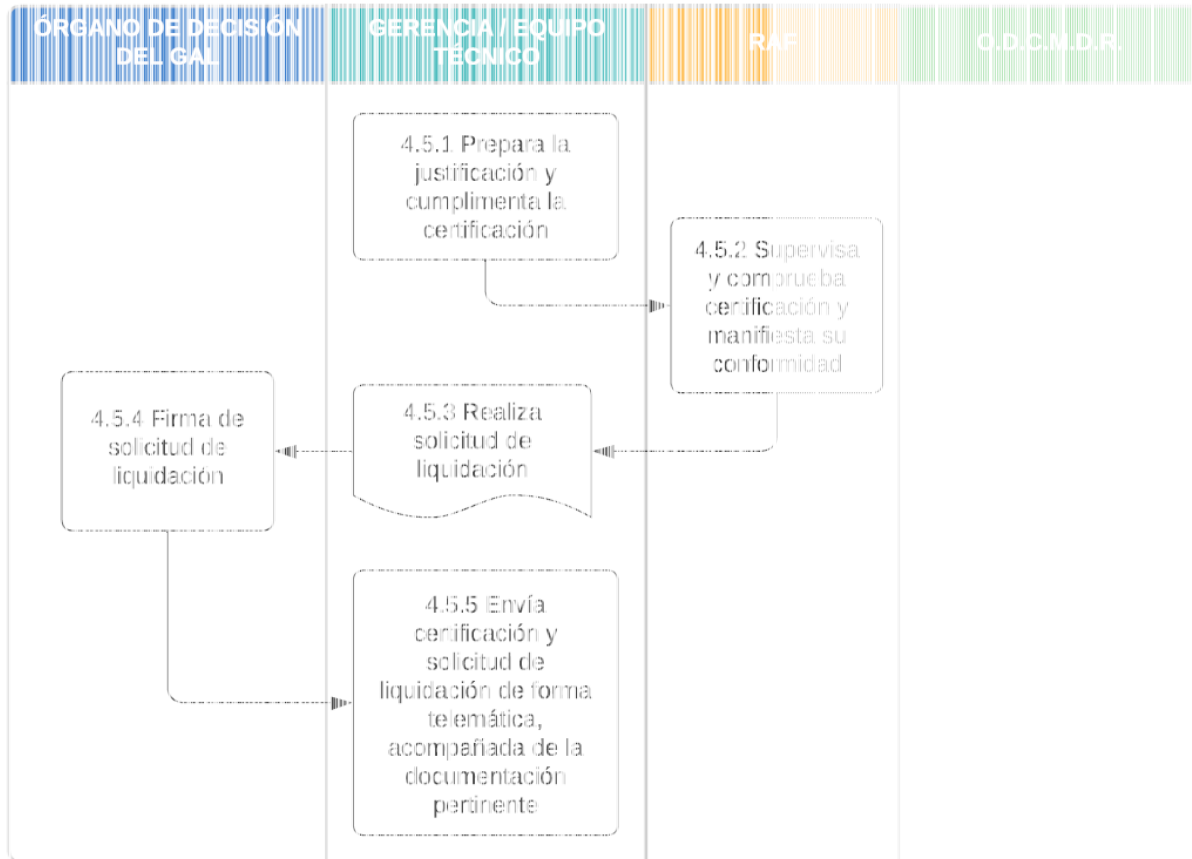 ÓRGANO DE DECISIÓN
DEL GAL
GERENCIA / EQUIPO
TÉCNICO
RAF
O.D.C.M.D.R.
4.5.1 Prepara la
justificación y
cumplimenta la
certificación
4.5.2 Supervisa
y comprueba
certificación y
manifiesta su
conformidad
4.5.4 Firma de
solicitud de
liquidación
4.5.3 Realiza
solicitud de
liquidación
4.5.5 Envía
certificación y
solicitud de
liquidación de forma
telemática,
acompañada de la
documentación
pertinente